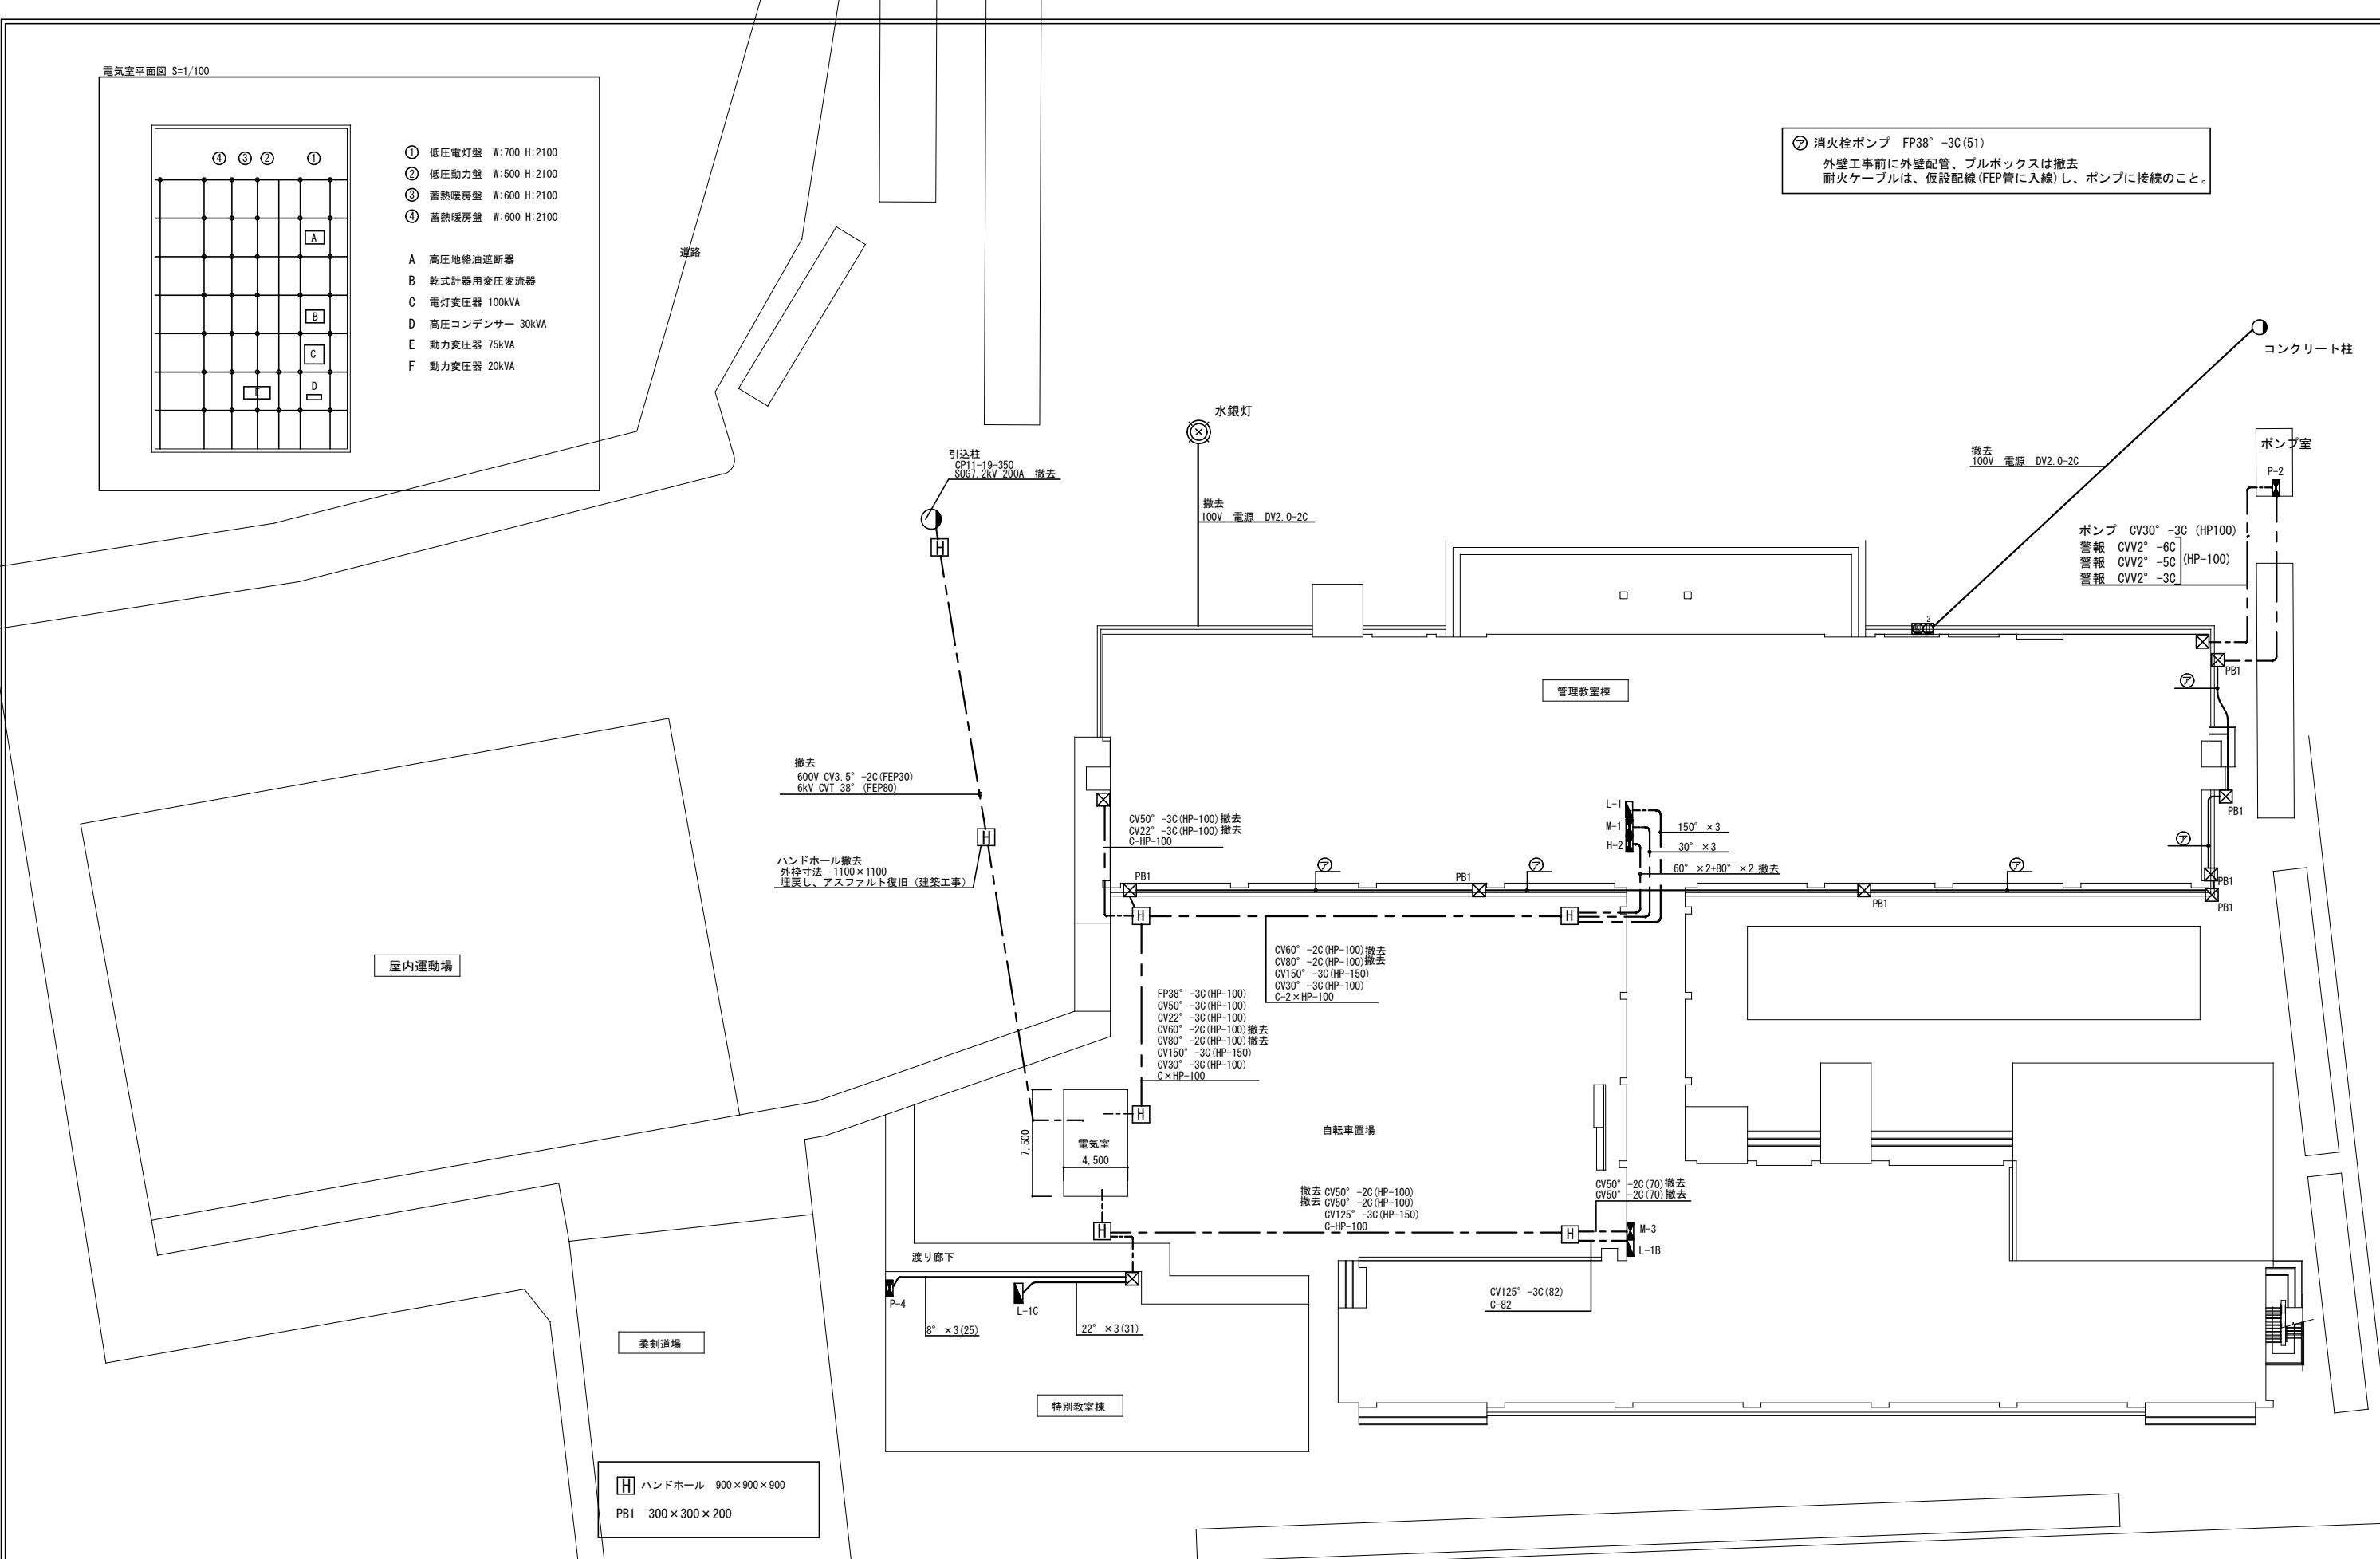 電気室平面図 S=1/100
④ ③ ② ①
A
B
C
D
E
① 低圧電灯盤 W:700 H:2100
② 低圧動力盤 W:500 H:2100
③ 蓄熱暖房盤 W:600 H:2100
④ 蓄熱暖房盤 W:600 H:2100
A 高圧地絡油遮断器
B 乾式計器用変圧変流器
C 電灯変圧器 100kVA
D 高圧コンデンサー 30kVA
E 動力変圧器 75kVA
F 動力変圧器 20kVA
㋐ 消火栓ポンプ FP38°-3C(51)
外壁工事前に外壁配管、プルボックスは撤去
耐火ケーブルは、仮設配線(FEP管に入線)し、ポンプに接続のこと。
道路
コンクリート柱
水銀灯
引込柱
CP11-19-350
SOG7.2kV 200A 撤去
撤去
100V 電源 DV2.0-2C
撤去
100V 電源 DV2.0-2C
ポンプ室
P-2
ポンプ CV30°-3C (HP100)
警報 CVV2°-6C
警報 CVV2°-5C
(HP-100)
警報 CVV2°-3C
H
2
PB1
管理教室棟
㋐
撤去
600V CV3.5°-2C(FEP30)
6kV CVT 38°(FEP80)
H
PB1
CV50°-3C(HP-100)撤去
CV22°-3C(HP-100)撤去
C-HP-100
L-1
M-1
H-2
150°×3
30°×3
60°×2+80°×2 撤去
㋐
ハンドホール撤去
外枠寸法 1100×1100
埋戻し、アスファルト復旧(建築工事)
㋐
㋐
㋐
PB1
PB1
PB1
PB1
PB1
H
H
屋内運動場
CV60°-2C(HP-100)撤去
CV80°-2C(HP-100)撤去
CV150°-3C(HP-150)
CV30°-3C(HP-100)
C-2×HP-100
FP38°-3C(HP-100)
CV50°-3C(HP-100)
CV22°-3C(HP-100)
CV60°-2C(HP-100)撤去
CV80°-2C(HP-100)撤去
CV150°-3C(HP-150)
CV30°-3C(HP-100)
C×HP-100
H
電気室
7,500
4,500
自転車置場
撤去 CV50°-2C(HP-100)
撤去 CV50°-2C(HP-100)
CV125°-3C(HP-150)
C-HP-100
CV50°-2C(70)撤去
CV50°-2C(70)撤去
H
H
M-3
L-1B
渡り廊下
P-4
L-1C
8°×3(25)
22°×3(31)
CV125°-3C(82)
C-82
柔剣道場
特別教室棟
H ハンドホール 900×900×900
PB1 300×300×200